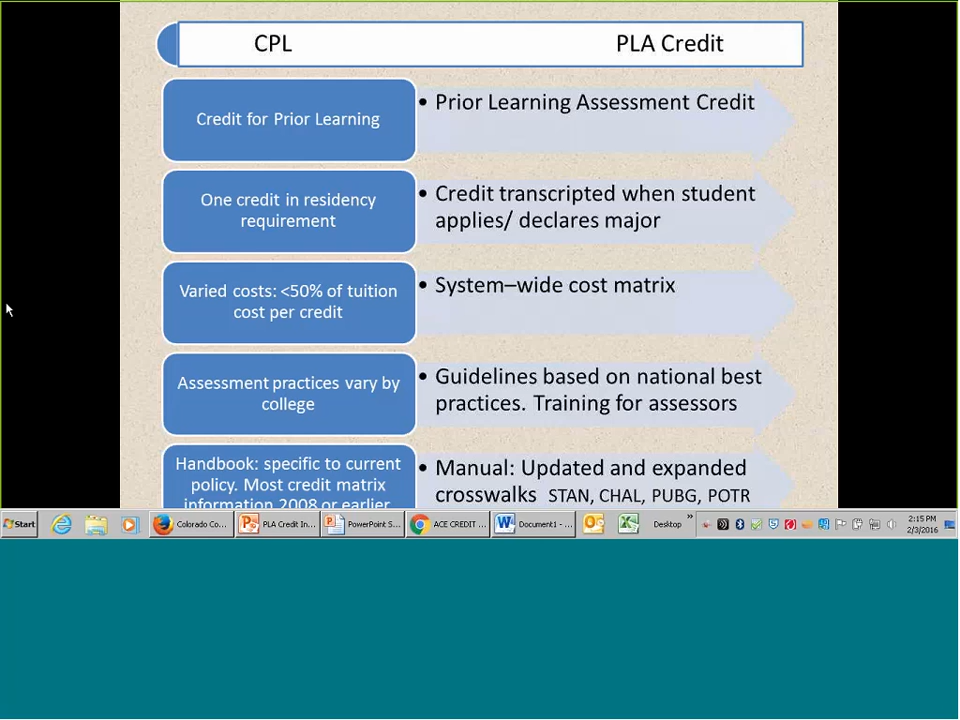 CPL PLA Credit
Credit for Prior Learning
• Prior Learning Assessment Credit
One credit in residency
requirement
• Credit transcripted when student
applies/ declares major
Varied costs: <50% of tuition
cost per credit
• System–wide cost matrix
Assessment practices vary by
college
• Guidelines based on national best
practices. Training for assessors
Handbook: specific to current
policy. Most credit matrix
information 2008 or earlier
• Manual: Updated and expanded
crosswalks STAN, CHAL, PUBG, POTR
Start Colorado Co... PLA Credit In... PowerPoint S... ACE CREDIT ... Document1 - ... Desktop » 2:15 PM
2/3/2016